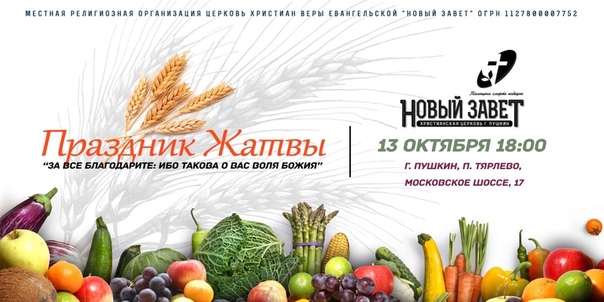 МЕСТНАЯ РЕЛИГИОЗНАЯ ОРГАНИЗАЦИЯ ЦЕРКОВЬ ХРИСТИАН ВЕРЫ ЕВАНГЕЛЬСКОЙ "НОВЫЙ ЗАВЕТ" ОГРН 1127800007752
Праздник Жатвы
“ЗА ВСЕ БЛАГОДАРИТЕ: ИБО ТАКОВА О ВАС ВОЛЯ БОЖИЯ”
НОВЫЙ ЗАВЕТ
ХРИСТИАНСКАЯ ЦЕРКОВЬ Г. ПУШКИН
13 ОКТЯБРЯ 18:00
Г. ПУШКИН, П. ТЯРЛЕВО,
МОСКОВСКОЕ ШОССЕ, 17